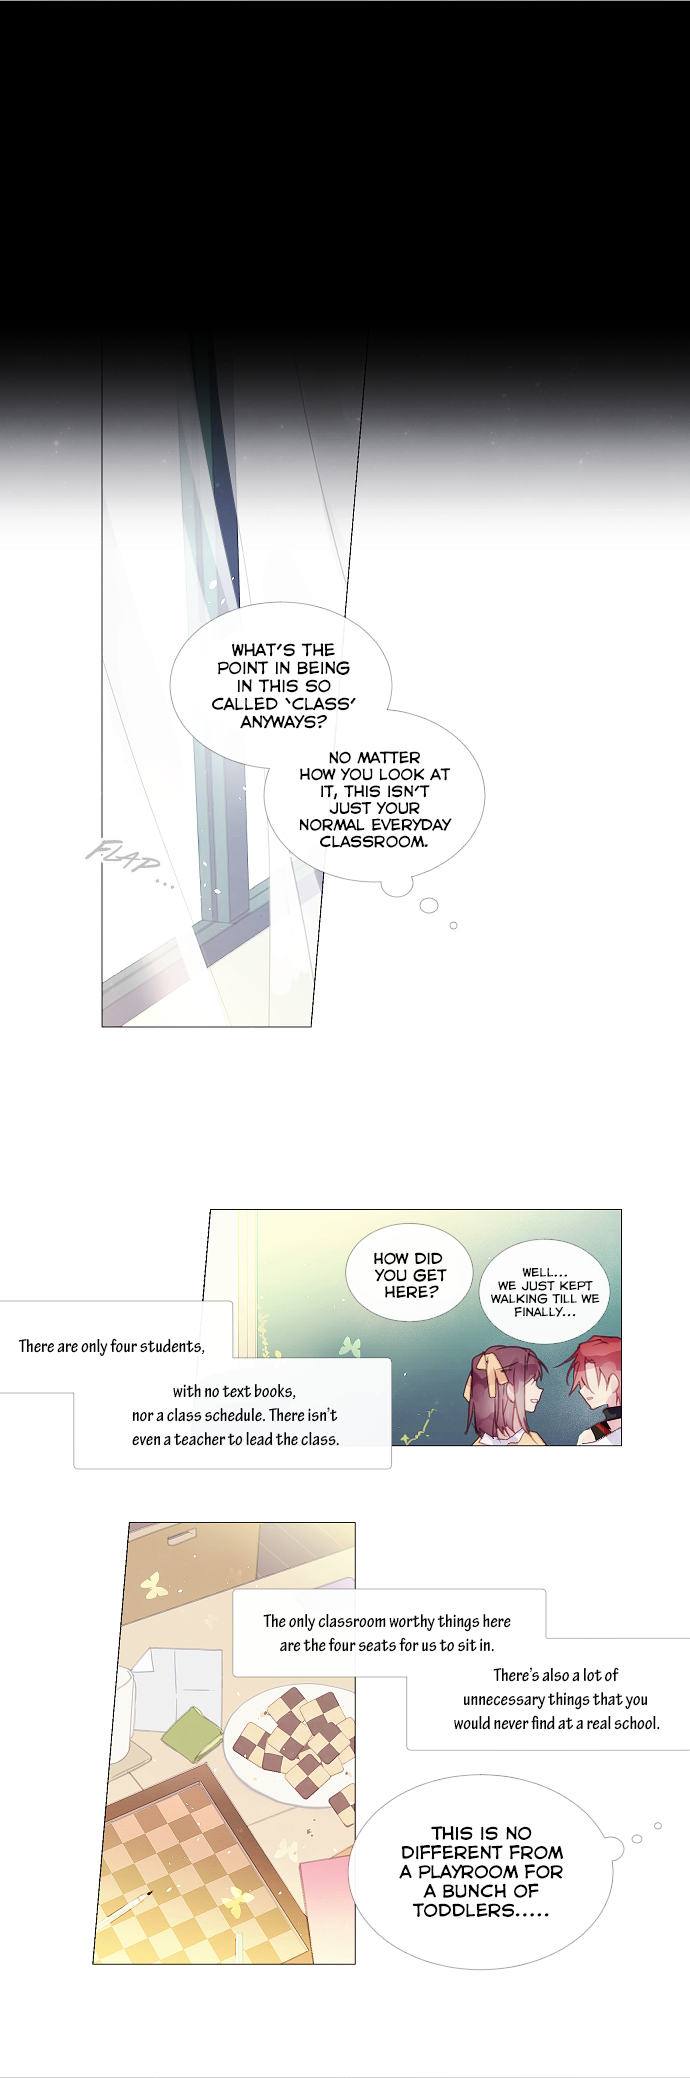 WHAT'S THE
POINT IN BEING
IN THIS SO
CALLED 'CLASS'
ANYWAYS?
NO MATTER
HOW YOU LOOK AT
IT, THIS ISN'T
JUST YOUR
NORMAL EVERYDAY
CLASSROOM.
FLAP...
HOW DID
YOU GET
HERE?
WELL...
WE JUST KEPT
WALKING TILL WE
FINALLY...
There are only four students,
with no text books,
nor a class schedule. There isn't
even a teacher to lead the class.
The only classroom worthy things here
are the four seats for us to sit in.
There's also a lot of
unnecessary things that you
would never find at a real school.
THIS IS NO
DIFFERENT FROM
A PLAYROOM FOR
A BUNCH OF
TODDLERS.....